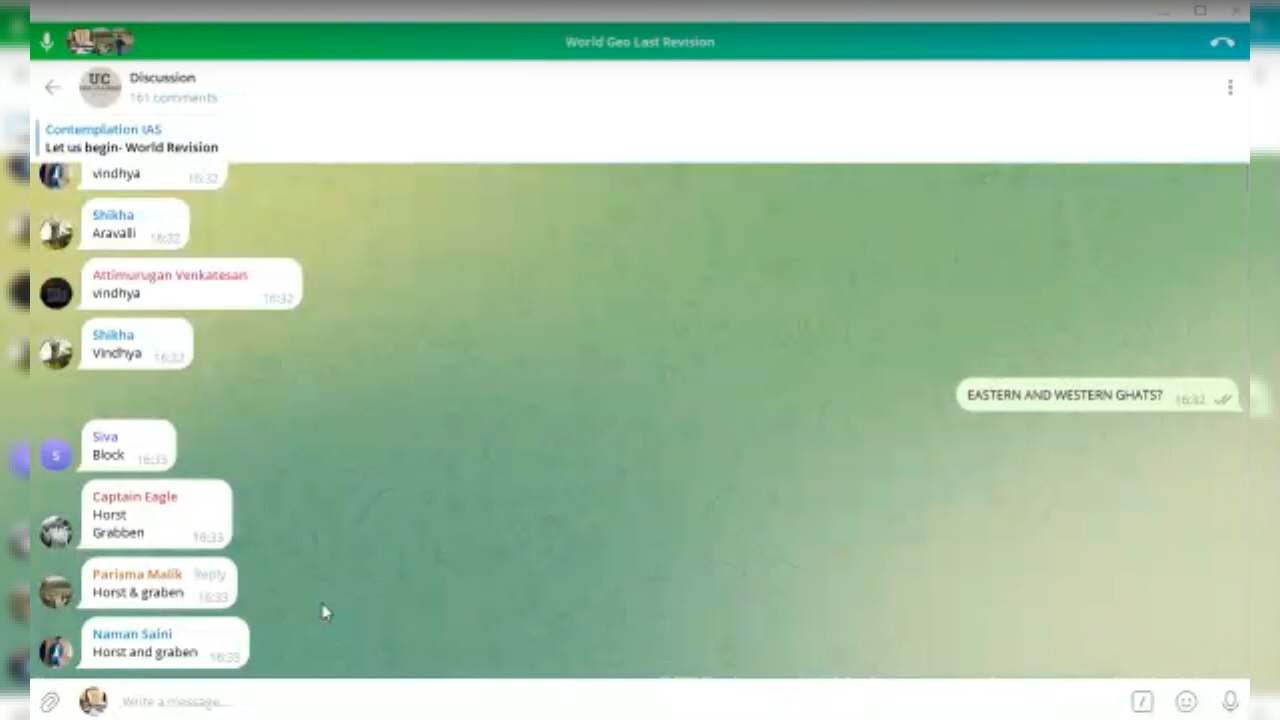 World Geo Last Revision
UC
Discussion
161 comments
Contemplation IAS
Let us begin- World Revision
vindhya 16:32
Shikha
Aravalli 16:32
Attimurugan Venkatesan
vindhya 16:32
Shikha
Vindhya 16:32
EASTERN AND WESTERN GHATS? 16:32
Siva
S
Block 16:33
Captain Eagle
Horst
Grabben 16:33
Parisma Malik Reply
Horst & graben 16:33
Naman Saini
Horst and graben 16:33
Write a message...